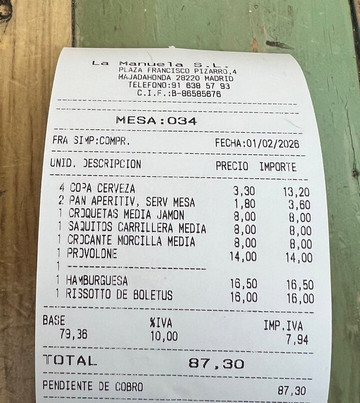 La Manuela S.L.
PLAZA FRANCISCO PIZARRO,4
MAJADAHONDA 28220 MADRID
TELEFONO:91 638 57 93
C.I.F.:B-86585676
MESA:034
FRA SIMP:COMPR. FECHA:01/02/2026
UNID. DESCRIPCION PRECIO IMPORTE
4 COPA CERVEZA 3,30 13,20
2 PAN APERITIV, SERV MESA 1,80 3,60
1 CROQUETAS MEDIA JAMON 8,00 8,00
1 SAQUITOS CARRILLERA MEDIA 8,00 8,00
1 CROCANTE MORCILLA MEDIA 8,00 8,00
1 PROVOLONE 14,00 14,00
1 ------------------
1 HAMBURGUESA 16,50 16,50
1 RISSOTTO DE BOLETUS 16,00 16,00
BASE %IVA IMP.IVA
79,36 10,00 7,94
TOTAL 87,30
PENDIENTE DE COBRO 87,30